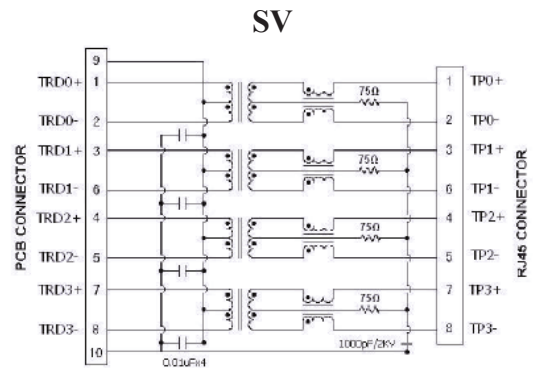 SV
9
TRD0+ 1
75Ω
1 TP0+
TRD0- 2
2 TP0-
TRD1+ 3
75Ω
3 TP1+
TRD1- 6
6 TP1-
TRD2+ 4
75Ω
4 TP2+
TRD2- 5
5 TP2-
TRD3+ 7
75Ω
7 TP3+
TRD3- 8
8 TP3-
10
0.01uFx4
1000pF/2KV
PCB CONNECTOR
RJ45 CONNECTOR